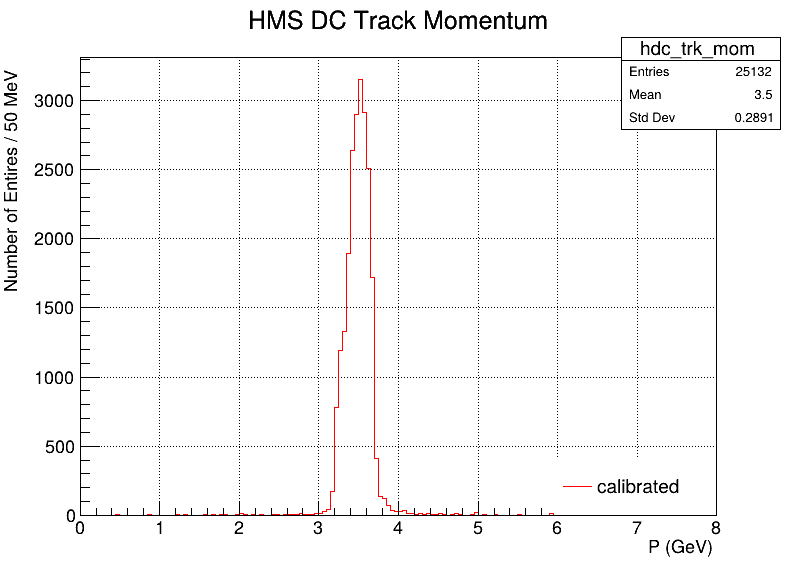 HMS DC Track Momentum
hdc_trk_mom
Entries 25132
Mean 3.5
Std Dev 0.2891
Number of Entires / 50 MeV
3000
2500
2000
1500
1000
500
0
calibrated
0 1 2 3 4 5 6 7 8
P (GeV)